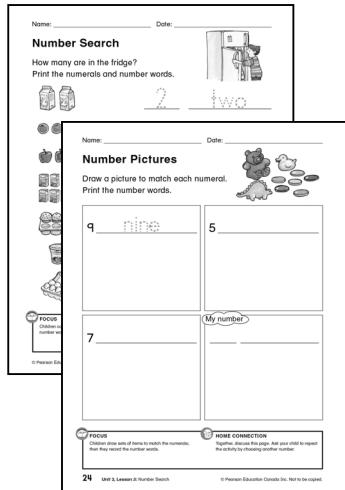 Name: Date:
Number Search
How many are in the fridge?
Print the numerals and number words.
2 two
FOCUS
Children
number
© Pearson
Name: Date:
Number Pictures
Draw a picture to match each numeral.
Print the number words.
9 nine
5
7
My number
FOCUS
Children draw sets of items to match the numerals,
then they record the number words.
HOME CONNECTION
Together, discuss this page. Ask your child to repeat
the activity by choosing another number.
24 Unit 3, Lesson 2: Number Search
© Pearson Education Canada Inc. Not to be copied.